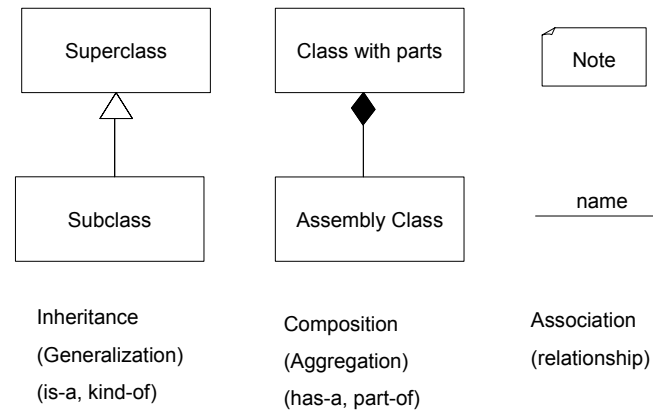 Superclass
Class with parts
Note
Subclass
Assembly Class
name
Inheritance
(Generalization)
(is-a, kind-of)
Composition
(Aggregation)
(has-a, part-of)
Association
(relationship)